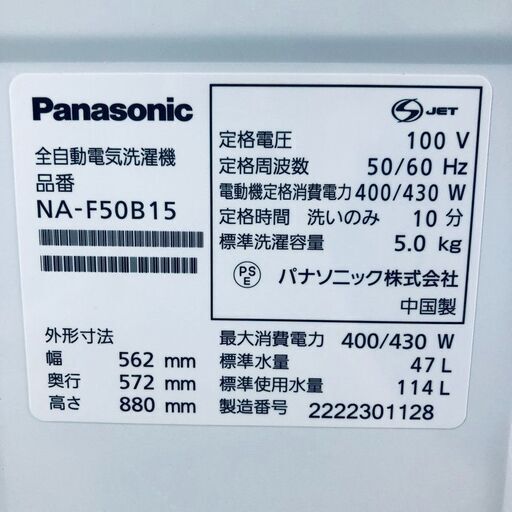 Panasonic
全自動電気洗濯機
品番
NA-F50B15
S JET
定格電圧 100 V
定格周波数 50/60 Hz
電動機定格消費電力 400/430 W
定格時間 洗いのみ 10 分
標準洗濯容量 5.0 kg
PS E パナソニック株式会社
中国製
外形寸法
幅 562 mm
奥行 572 mm
高さ 880 mm
最大消費電力 400/430 W
標準水量 47 L
標準使用水量 114 L
製造番号 2222301128